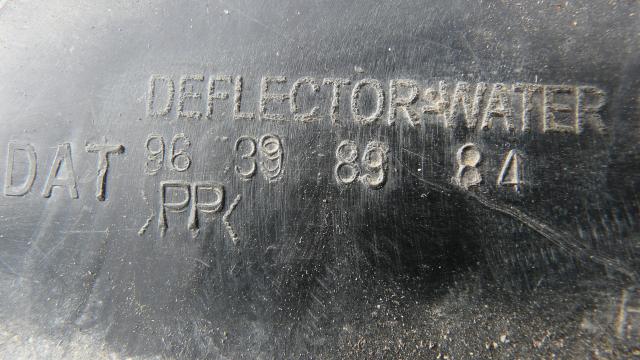 DEFLECTOR-WATER
DAT 96 39 89 84
>PP<